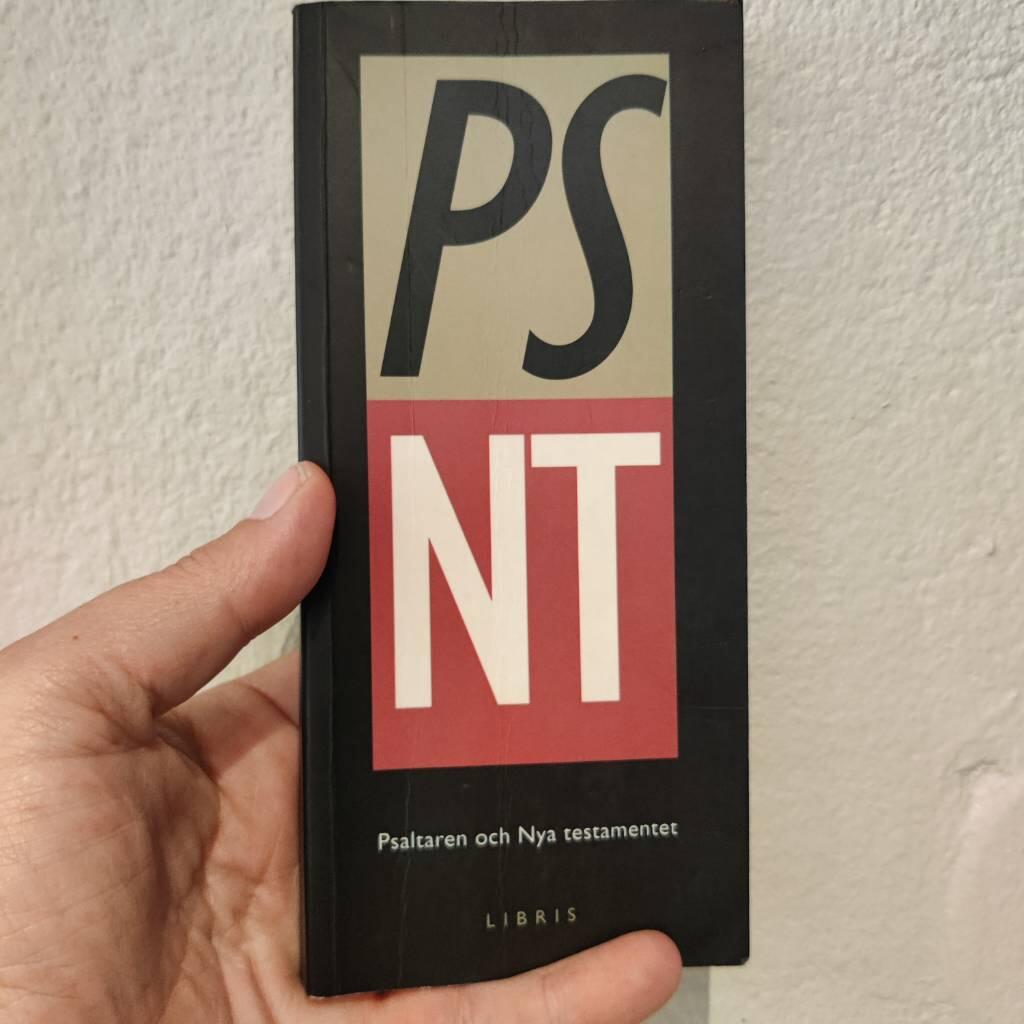 PS
NT
Psaltaren och Nya testamentet
LIBRIS